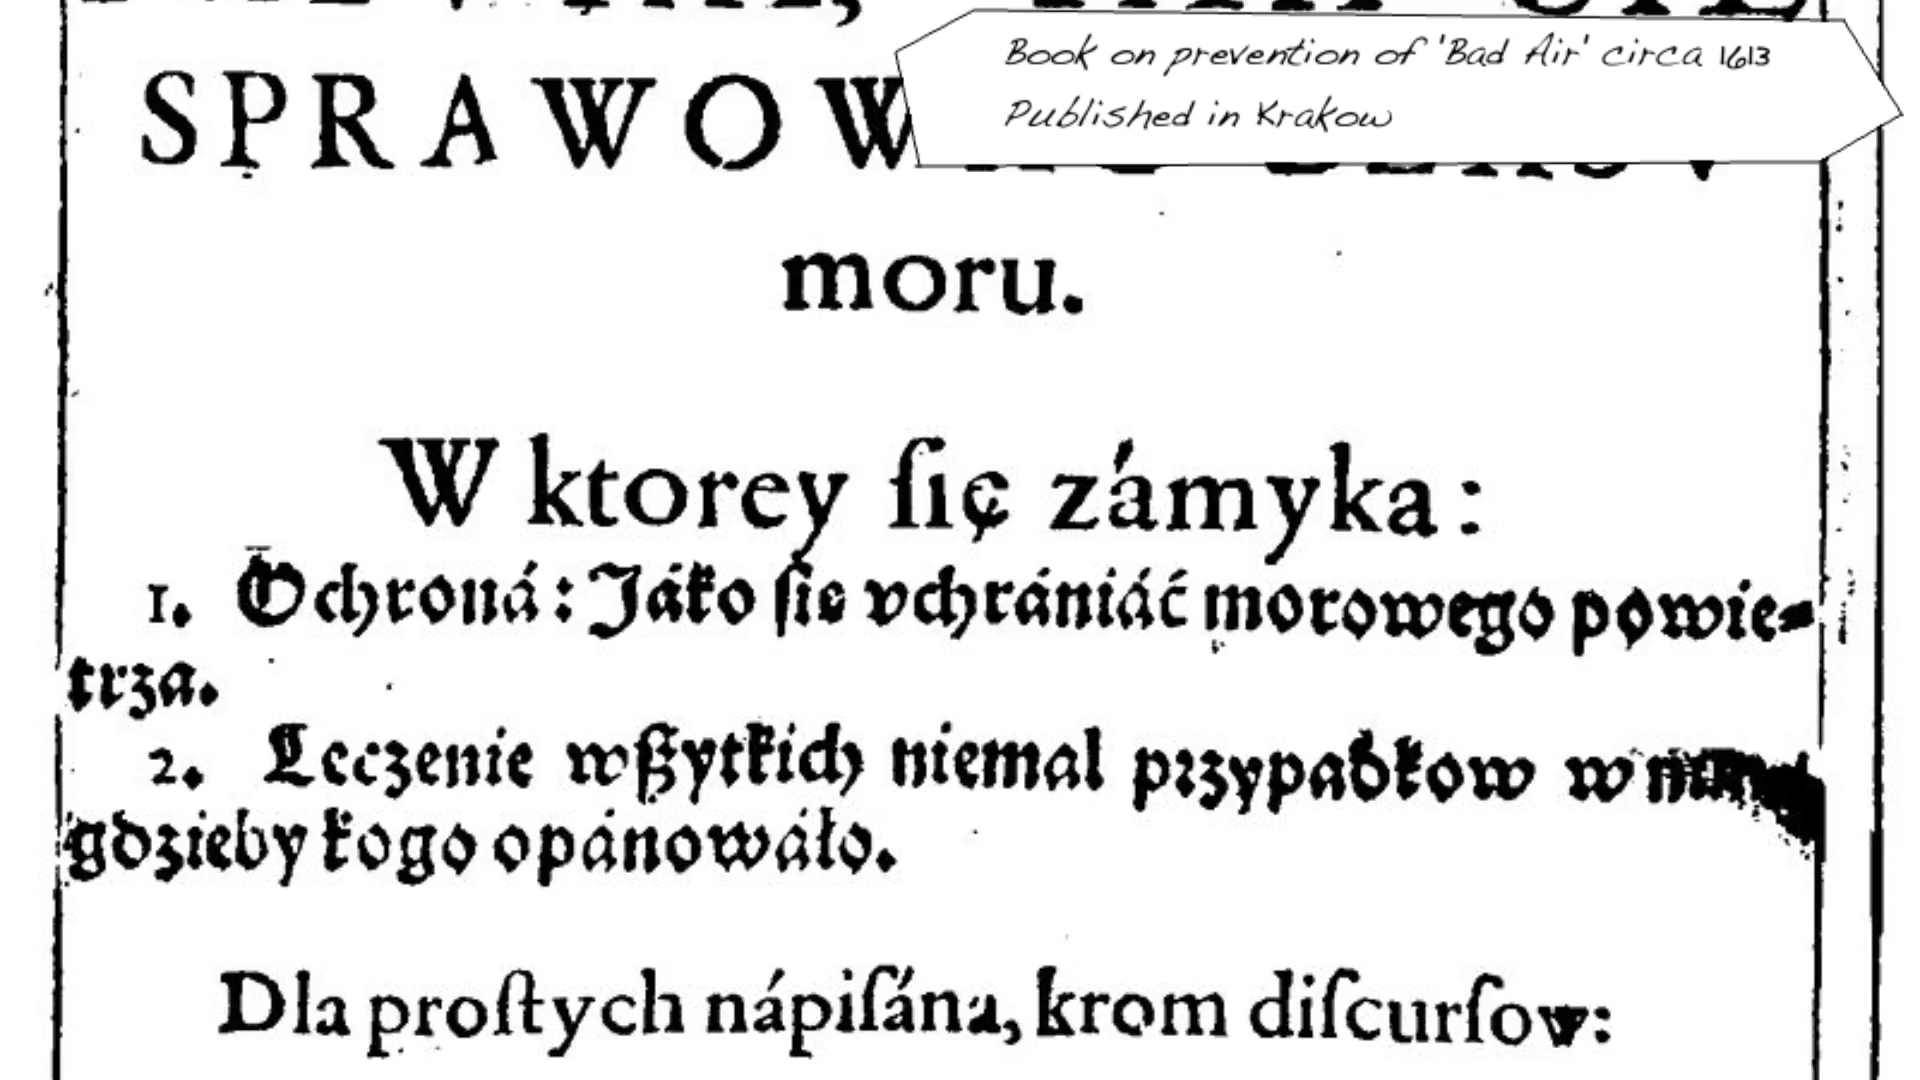 Book on prevention of 'Bad Air' circa 1613
Published in Krakow
SPRAWOW
moru.
W ktorey ſię zámyka:
1. Ochroná: Jáko ſie vchrániáć morowego powie⸗
trza.
2. Leczenie wßytkich niemal przypadkow w
gdzieby kogo opánowáło.
Dla proſtych nápiſána, krom diſcurſow: